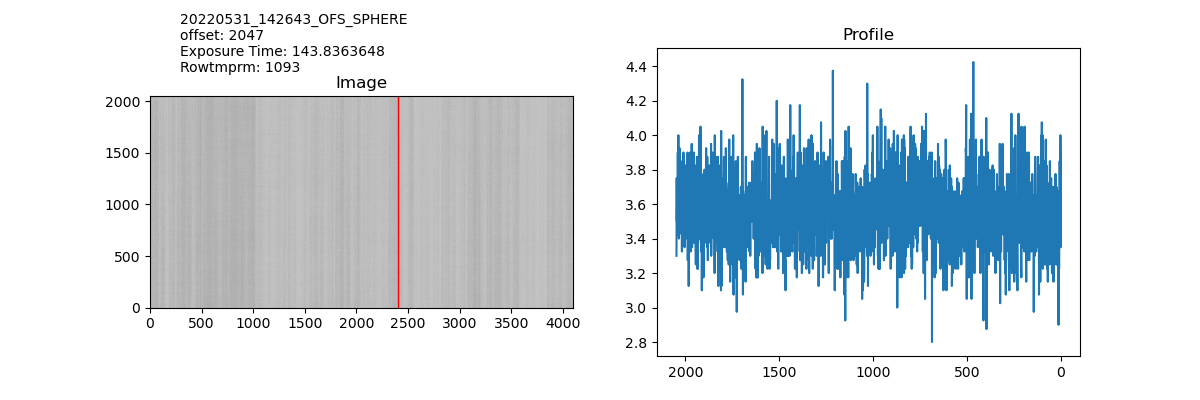 20220531_142643_OFS_SPHERE
offset: 2047
Exposure Time: 143.8363648
Rowtmprm: 1093
Image
2000
1500
1000
500
0
0 500 1000 1500 2000 2500 3000 3500 4000
Profile
4.4
4.2
4.0
3.8
3.6
3.4
3.2
3.0
2.8
2000 1500 1000 500 0